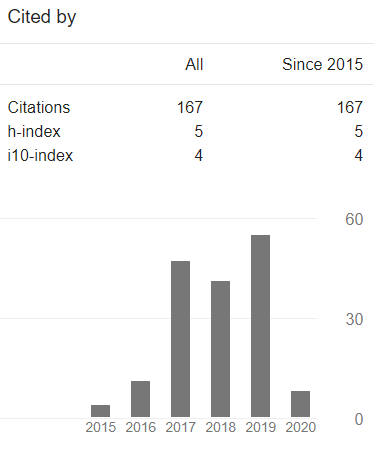 Cited by
All Since 2015
Citations 167 167
h-index 5 5
i10-index 4 4
60
30
0
2015 2016 2017 2018 2019 2020